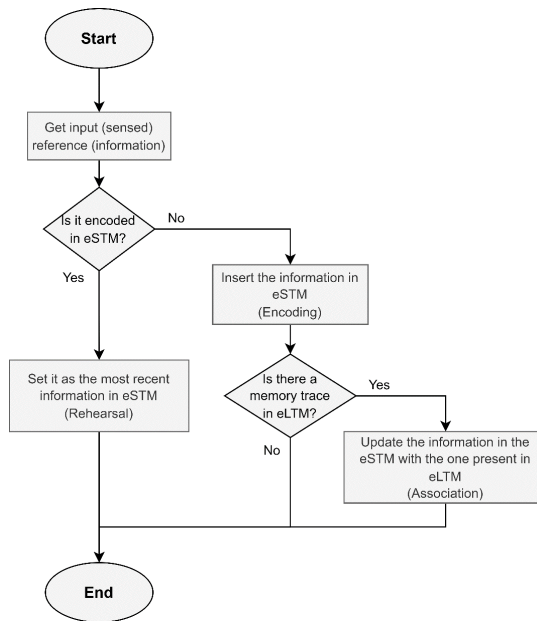 Start
Get input (sensed)
reference (information)
Is it encoded
in eSTM?
No
Yes
Insert the information in
eSTM
(Encoding)
Set it as the most recent
information in eSTM
(Rehearsal)
Is there a
memory trace
in eLTM?
Yes
No
Update the information in the
eSTM with the one present in
eLTM
(Association)
End